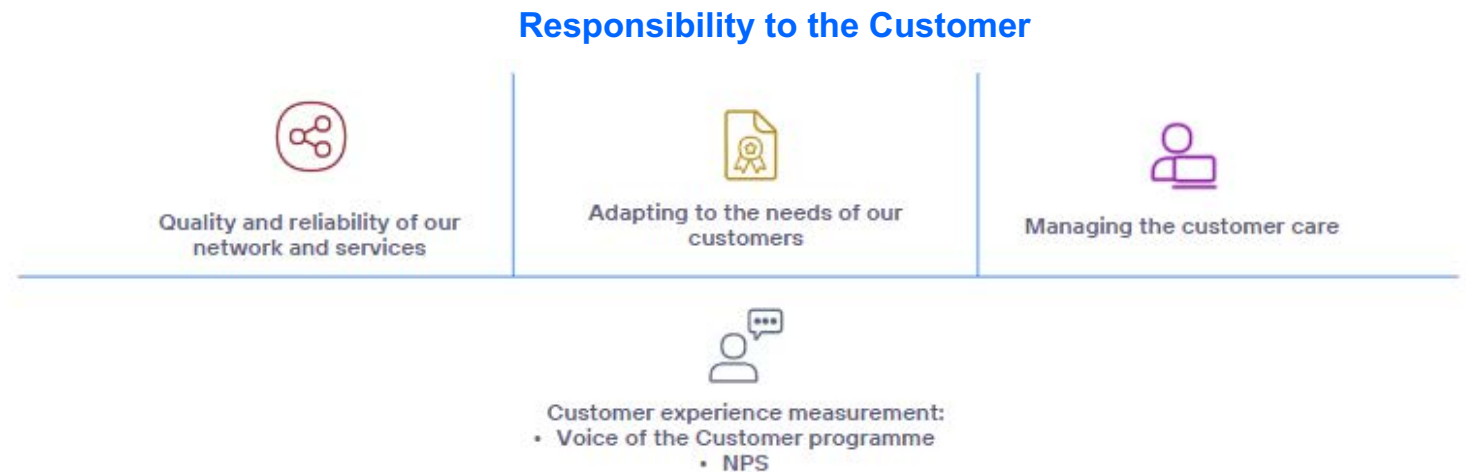 Responsibility to the Customer
Quality and reliability of our
network and services
Adapting to the needs of our
customers
Managing the customer care
Customer experience measurement:
• Voice of the Customer programme
• NPS